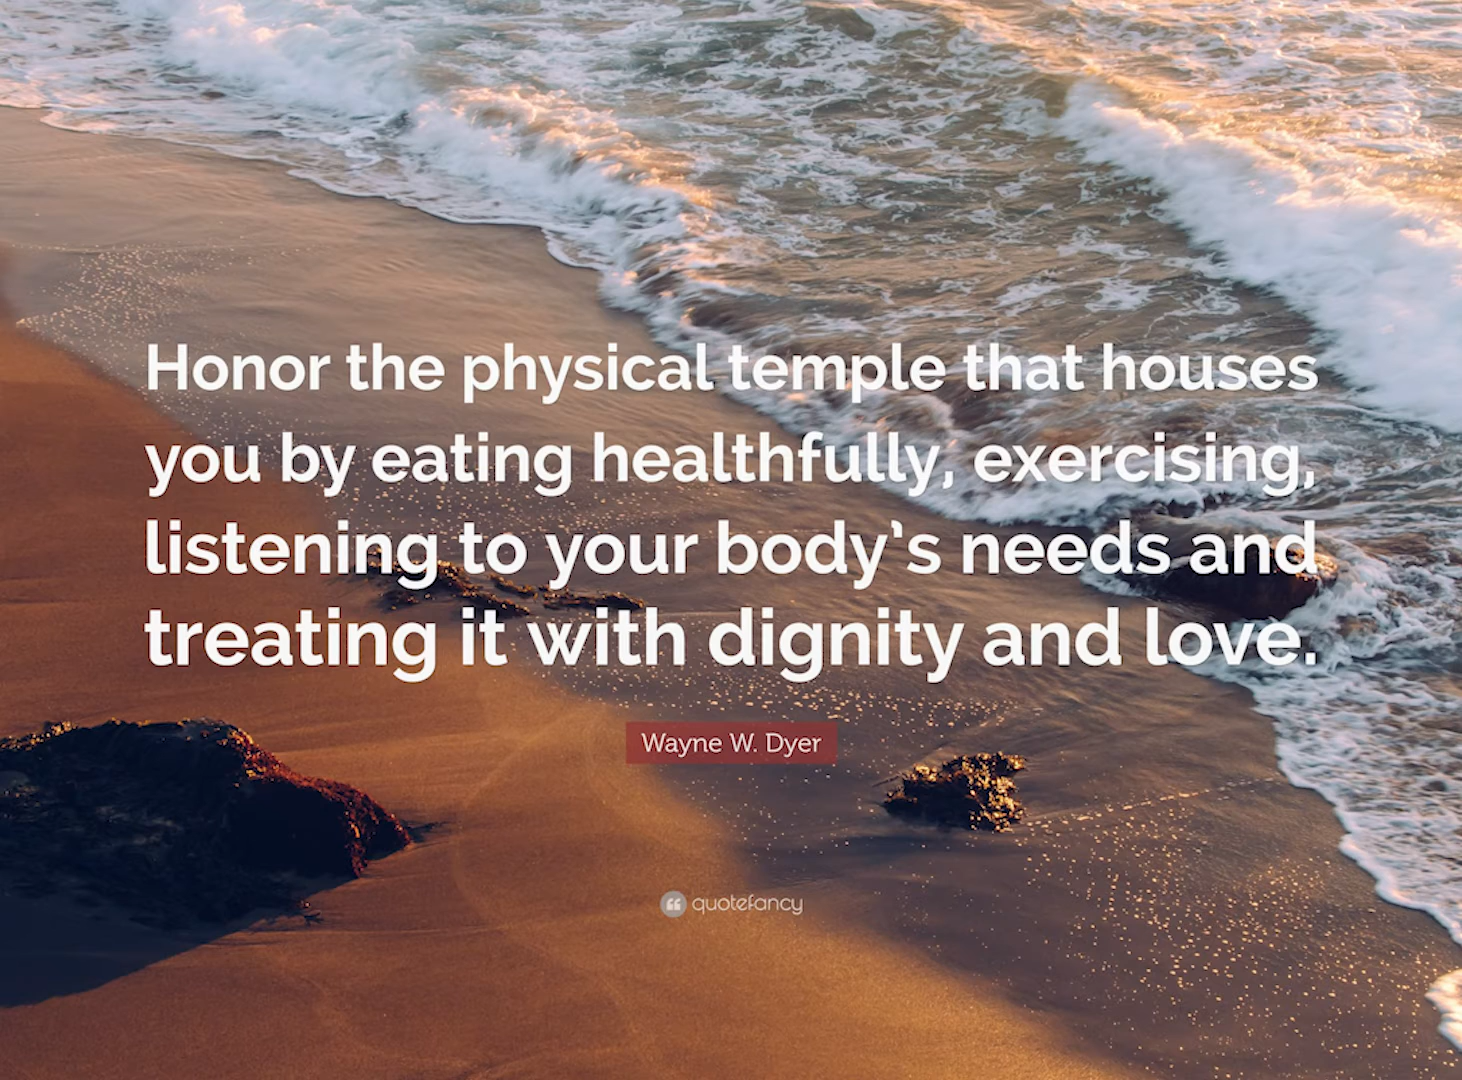 Honor the physical temple that houses
you by eating healthfully, exercising,
listening to your body’s needs and
treating it with dignity and love.
Wayne W. Dyer
quotefancy